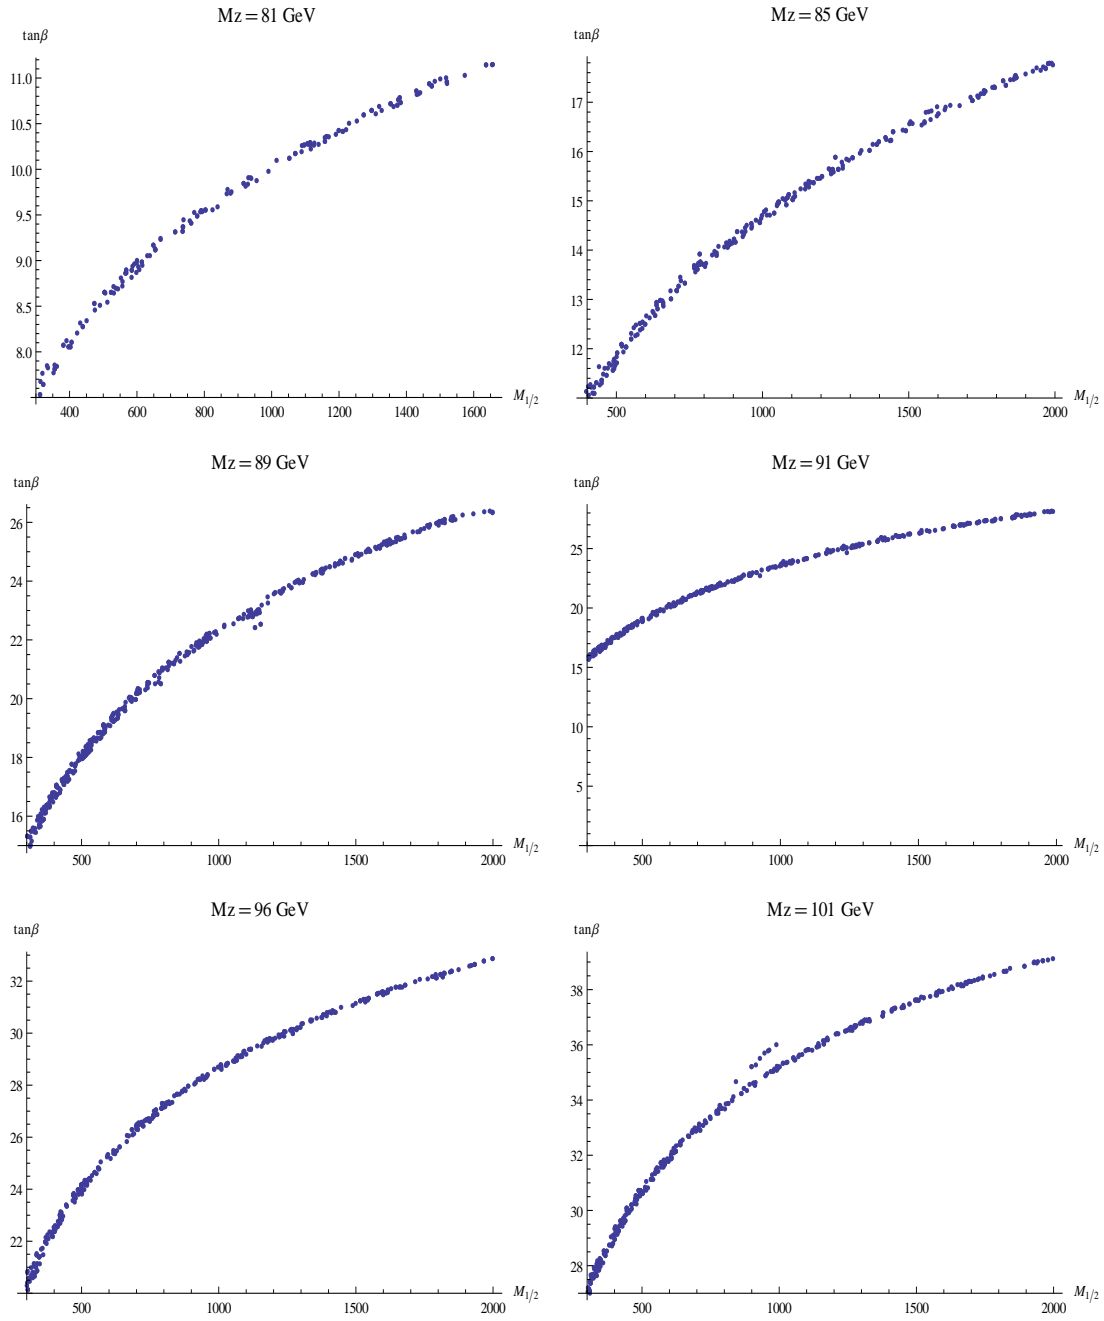 Mz = 81 GeV
tanβ
11.0
10.5
10.0
9.5
9.0
8.5
8.0
400 600 800 1000 1200 1400 1600 M1/2
Mz = 85 GeV
tanβ
17
16
15
14
13
12
500 1000 1500 2000 M1/2
Mz = 89 GeV
tanβ
26
24
22
20
18
16
500 1000 1500 2000 M1/2
Mz = 91 GeV
tanβ
25
20
15
10
5
500 1000 1500 2000 M1/2
Mz = 96 GeV
tanβ
32
30
28
26
24
22
500 1000 1500 2000 M1/2
Mz = 101 GeV
tanβ
38
36
34
32
30
28
500 1000 1500 2000 M1/2